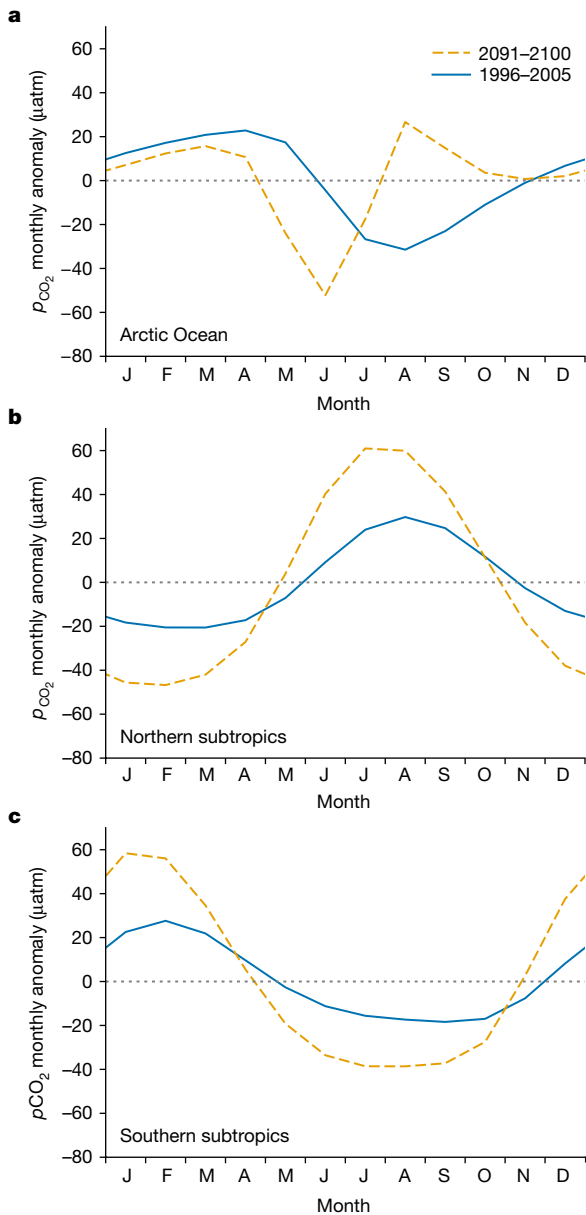 a
2091–2100
1996–2005
60
40
20
0
–20
–40
–60
–80
pCO2 monthly anomaly (μatm)
Arctic Ocean
J F M A M J J A S O N D
Month
b
60
40
20
0
–20
–40
–60
–80
pCO2 monthly anomaly (μatm)
Northern subtropics
J F M A M J J A S O N D
Month
c
60
40
20
0
–20
–40
–60
–80
pCO2 monthly anomaly (μatm)
Southern subtropics
J F M A M J J A S O N D
Month